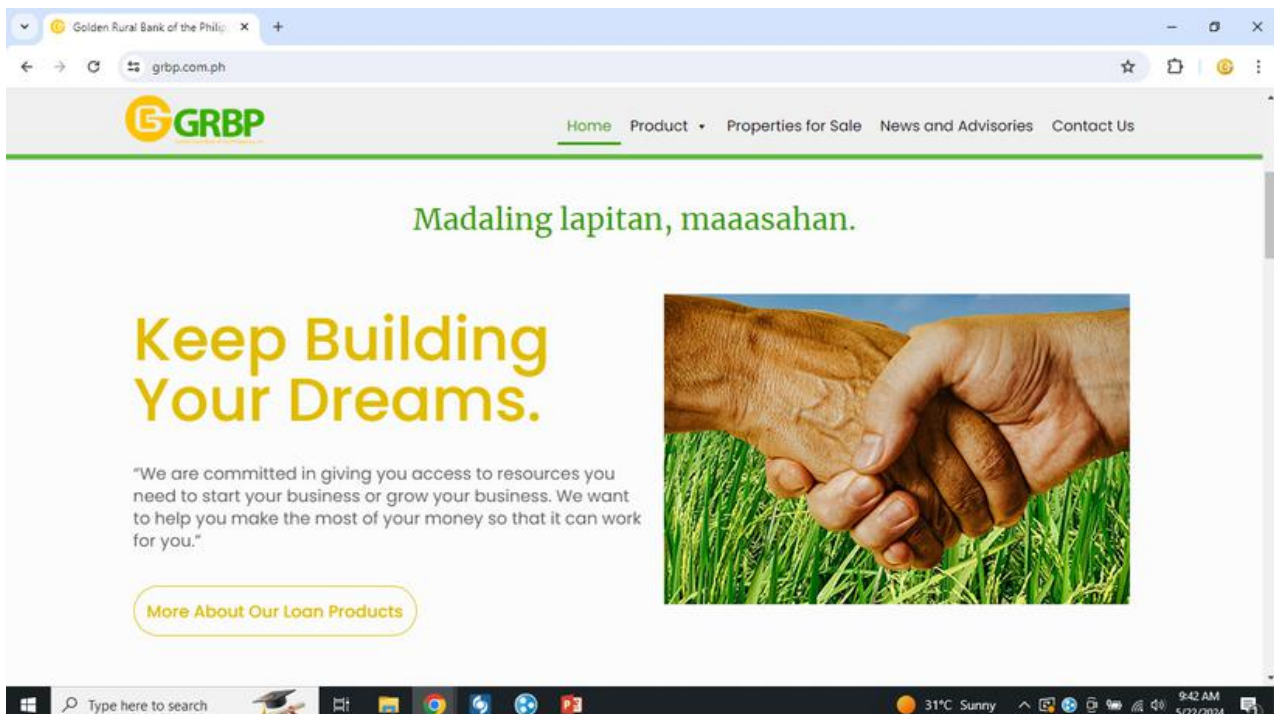 Golden Rural Bank of the Philip
grbp.com.ph
GRBP
Home Product Properties for Sale News and Advisories Contact Us
Madaling lapitan, maaasahan.
Keep Building
Your Dreams.
"We are committed in giving you access to resources you
need to start your business or grow your business. We want
to help you make the most of your money so that it can work
for you."
More About Our Loan Products
Type here to search
31°C Sunny
9:42 AM
5/22/2024